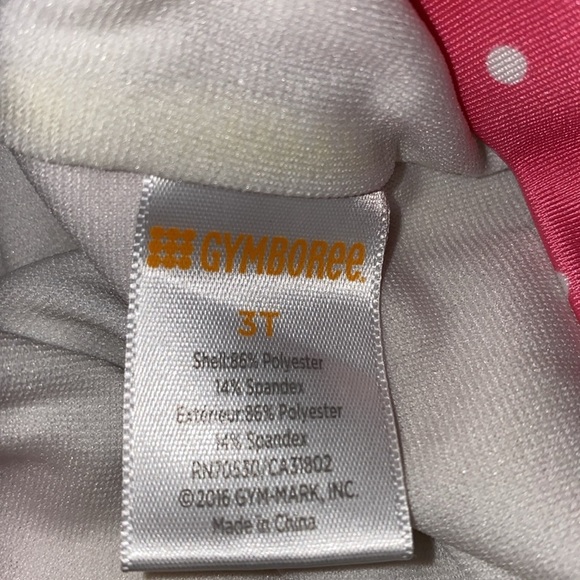 GYMBOREE
3T
Shell:86% Polyester
14% Spandex
Extérieur:86% Polyester
14% Spandex
RN70530/CA31802
©2016 GYM-MARK, INC.
Made in China